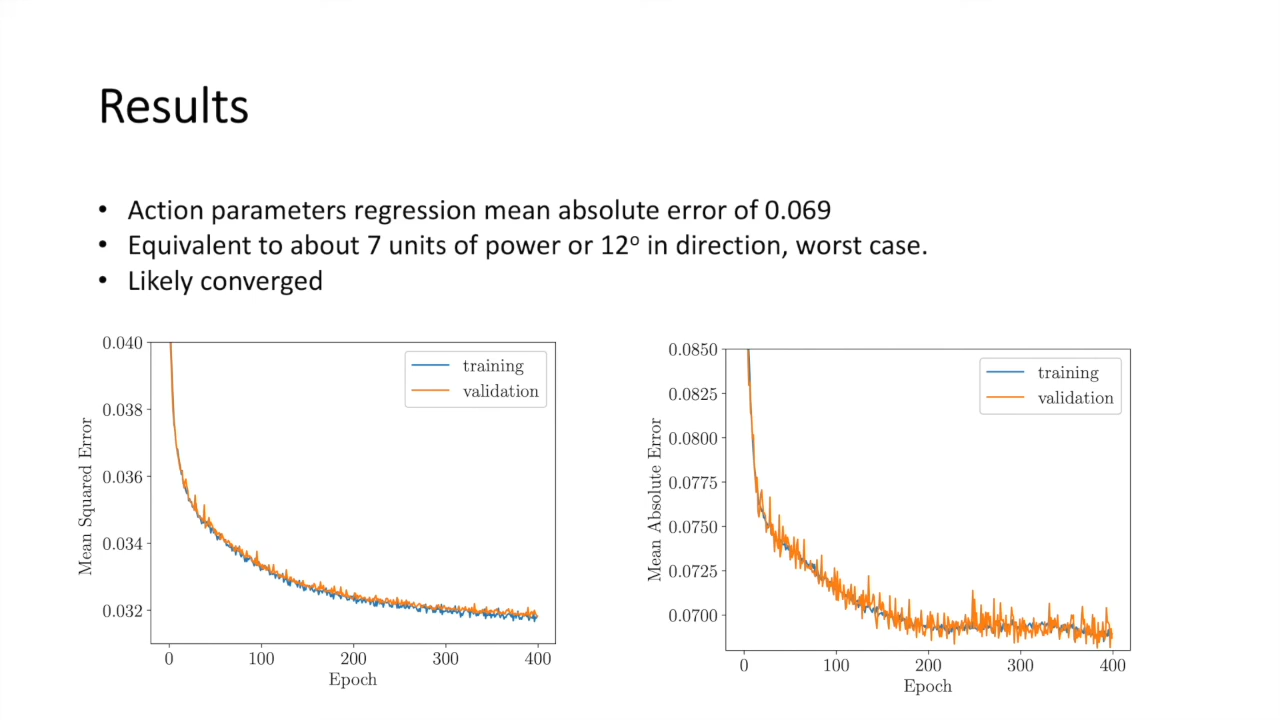 Results
• Action parameters regression mean absolute error of 0.069
• Equivalent to about 7 units of power or 12º in direction, worst case.
• Likely converged
0.040
0.038
0.036
0.034
0.032
Mean Squared Error
training
validation
0 100 200 300 400
Epoch
0.0850
0.0825
0.0800
0.0775
0.0750
0.0725
0.0700
Mean Absolute Error
training
validation
0 100 200 300 400
Epoch